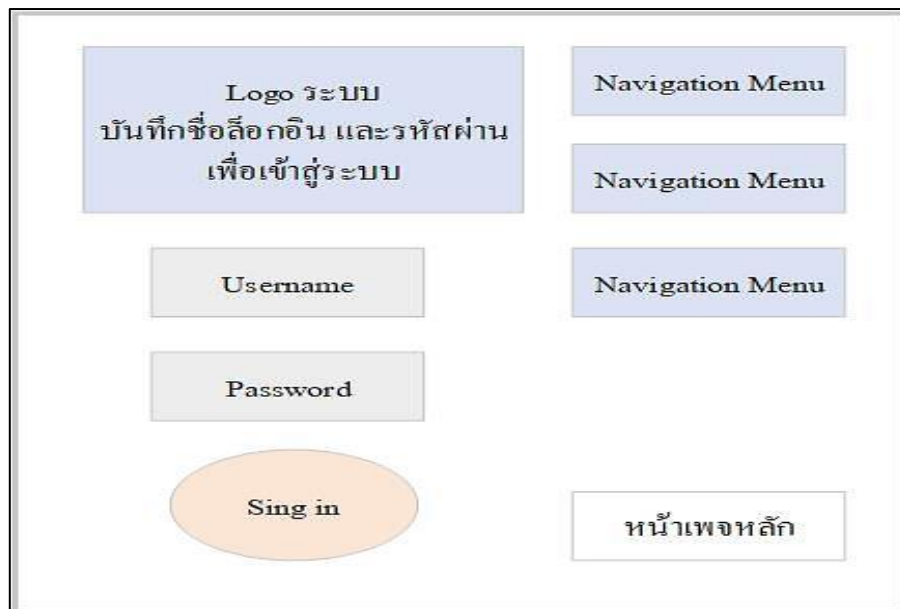 Logo ระบบ
บันทึกชื่อล็อกอิน และรหัสผ่าน
เพื่อเข้าสู่ระบบ
Username
Password
Sing in
Navigation Menu
Navigation Menu
Navigation Menu
หน้าเพจหลัก